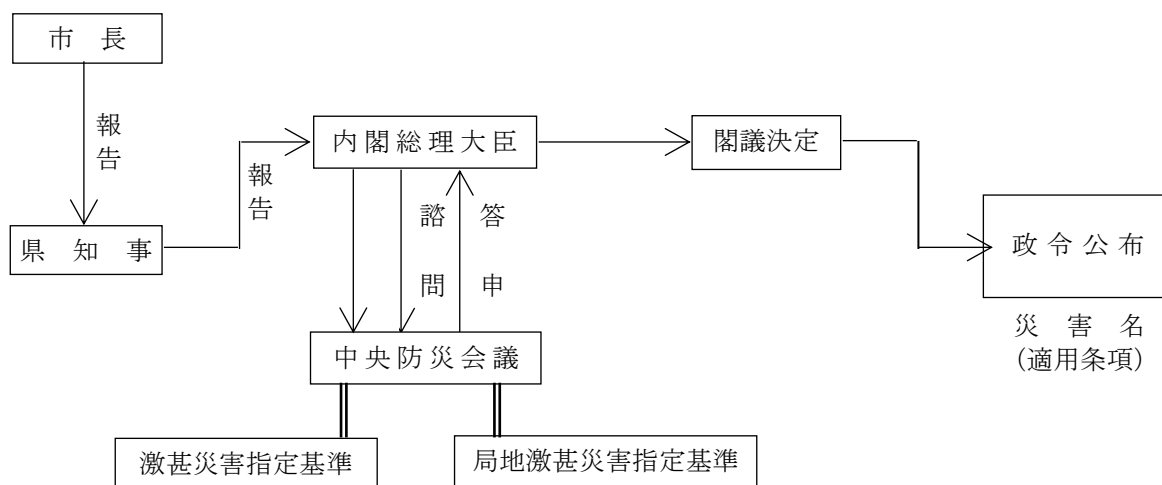 市長
報告
県知事
報告
内閣総理大臣
諮問
答申
中央防災会議
激甚災害指定基準
局地激甚災害指定基準
閣議決定
政令公布
災害名
(適用条項)